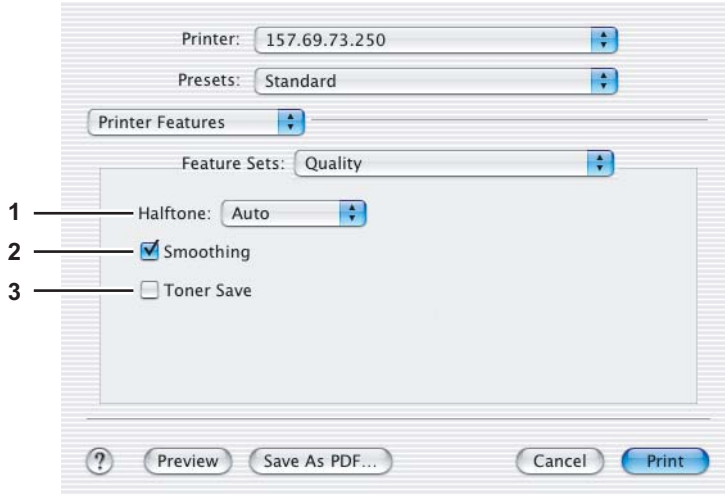 Printer: 157.69.73.250
Presets: Standard
Printer Features
Feature Sets: Quality
1 Halftone: Auto
2 Smoothing
3 Toner Save
? Preview Save As PDF... Cancel Print